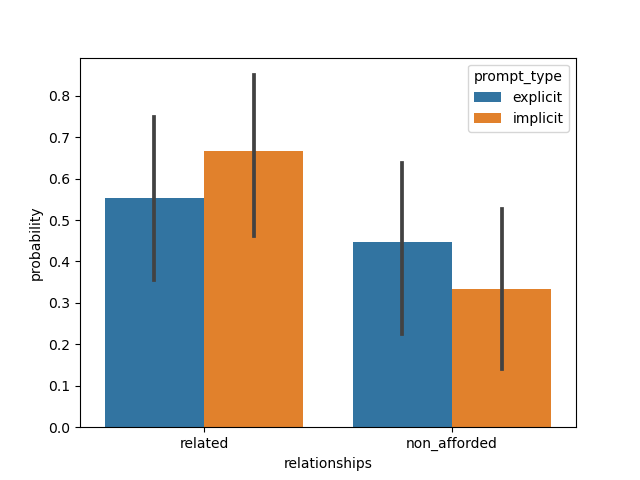 prompt_type
explicit
implicit
0.8
0.7
0.6
0.5
0.4
0.3
0.2
0.1
0.0
probability
related non_afforded
relationships